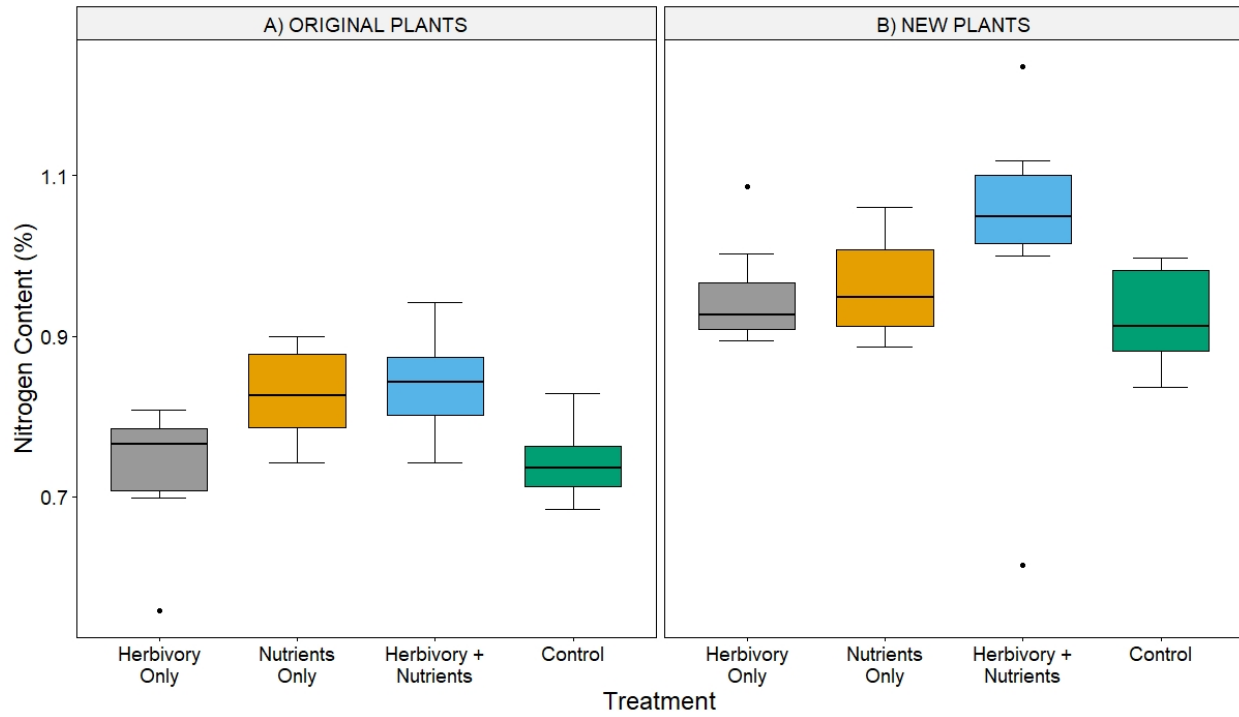 A) ORIGINAL PLANTS
B) NEW PLANTS
Nitrogen Content (%)
1.1
0.9
0.7
Herbivory
Only
Nutrients
Only
Herbivory +
Nutrients
Control
Herbivory
Only
Nutrients
Only
Herbivory +
Nutrients
Control
Treatment